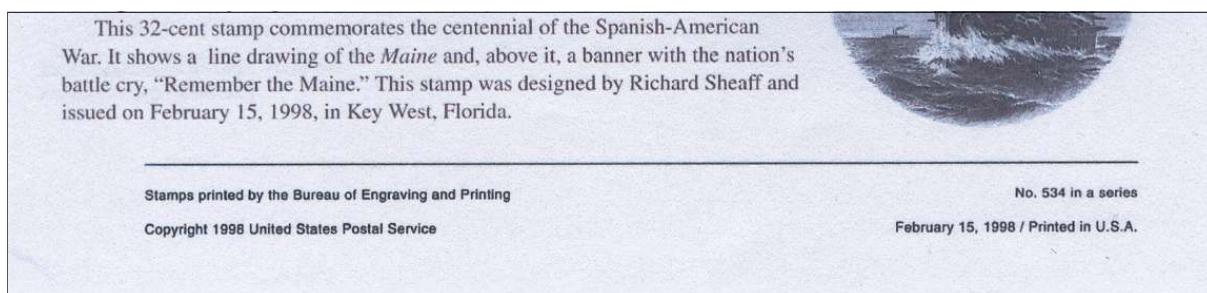 This 32-cent stamp commemorates the centennial of the Spanish-American
War. It shows a line drawing of the Maine and, above it, a banner with the nation's
battle cry, “Remember the Maine.” This stamp was designed by Richard Sheaff and
issued on February 15, 1998, in Key West, Florida.
Stamps printed by the Bureau of Engraving and Printing
No. 534 in a series
Copyright 1998 United States Postal Service
February 15, 1998 / Printed in U.S.A.